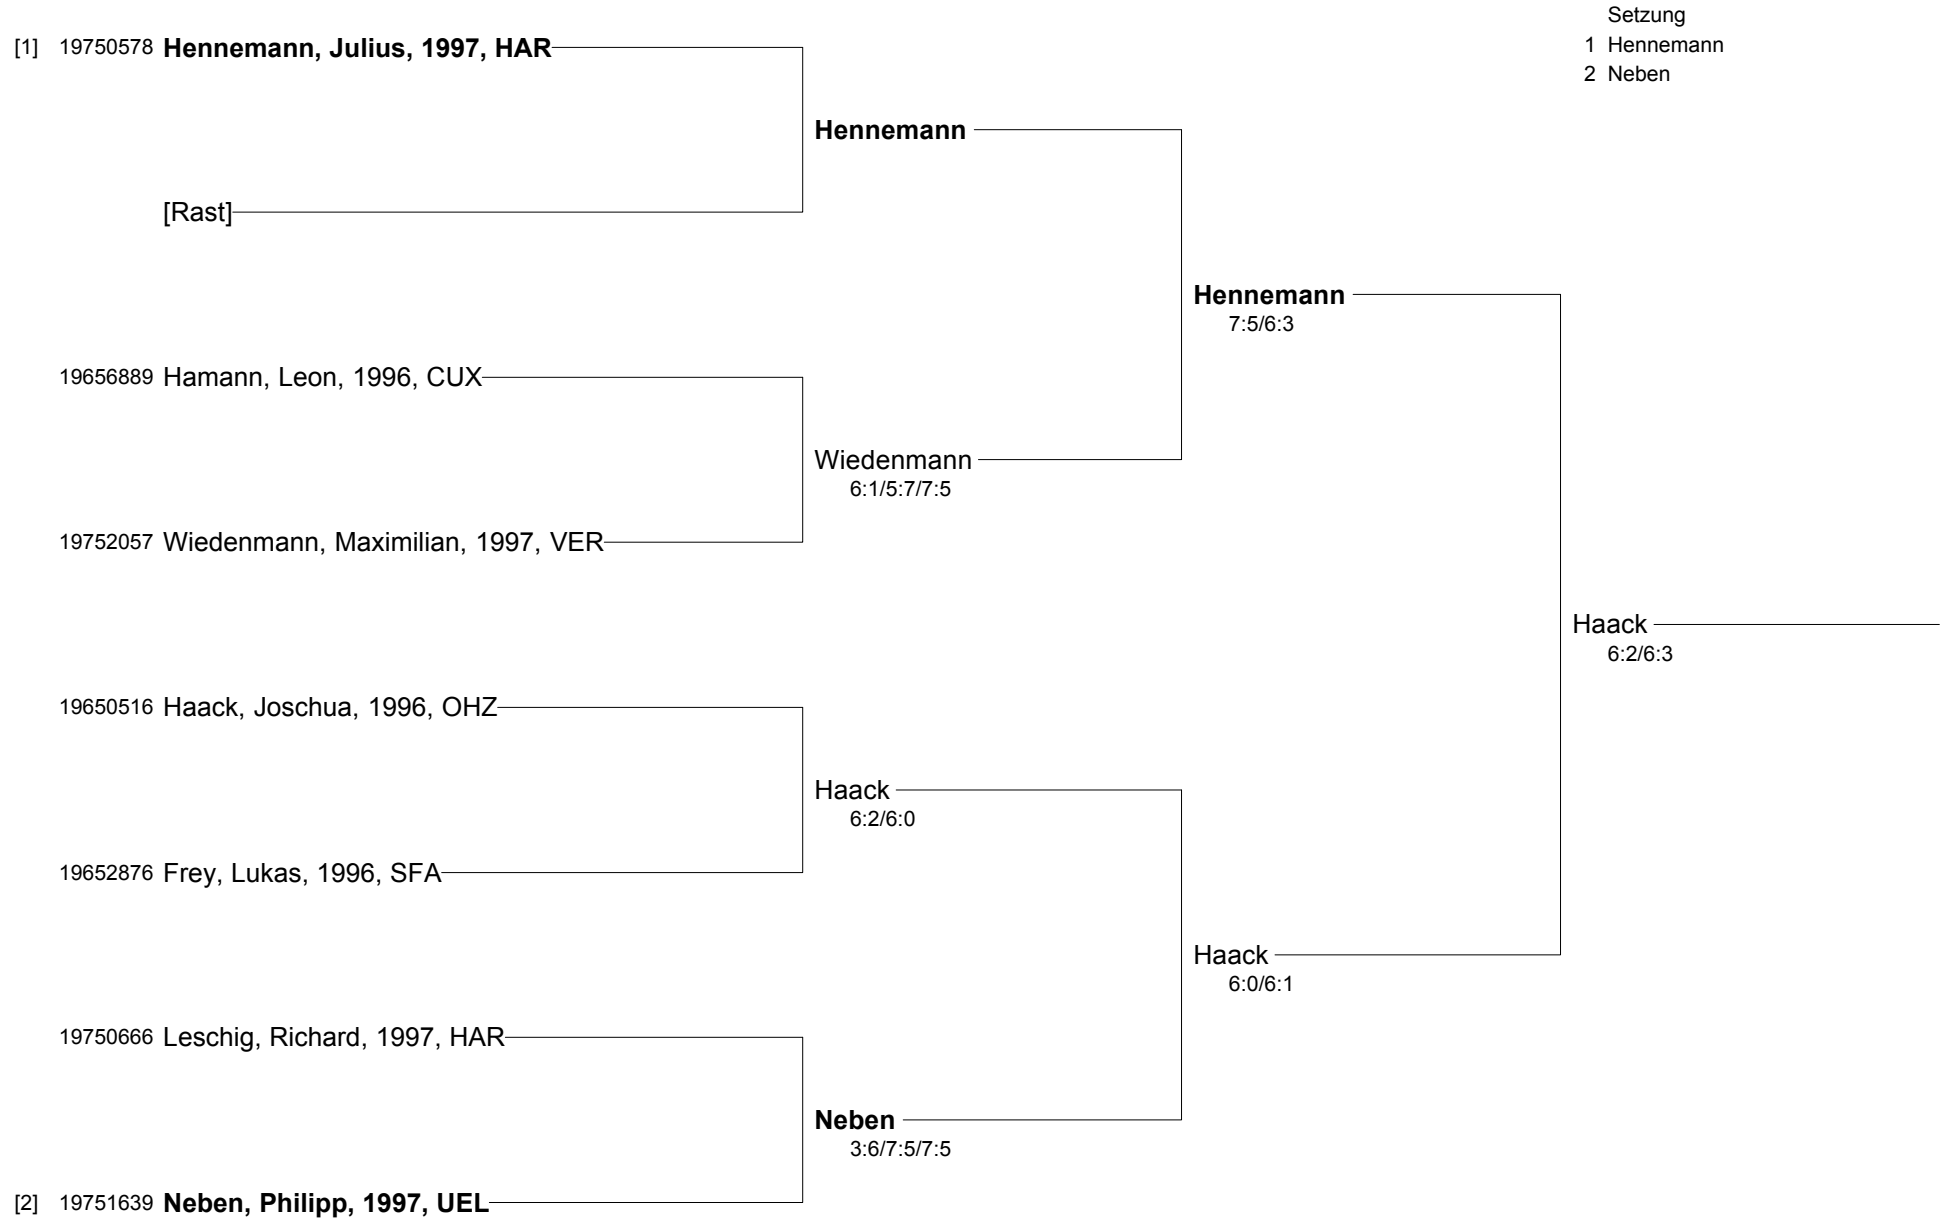 Setzung
1 Hennemann
2 Neben
[1] 19750578 Hennemann, Julius, 1997, HAR
Hennemann
[Rast]
Hennemann
7:5/6:3
19656889 Hamann, Leon, 1996, CUX
Wiedenmann
6:1/5:7/7:5
19752057 Wiedenmann, Maximilian, 1997, VER
Haack
6:2/6:3
19650516 Haack, Joschua, 1996, OHZ
Haack
6:2/6:0
19652876 Frey, Lukas, 1996, SFA
Haack
6:0/6:1
19750666 Leschig, Richard, 1997, HAR
Neben
3:6/7:5/7:5
[2] 19751639 Neben, Philipp, 1997, UEL